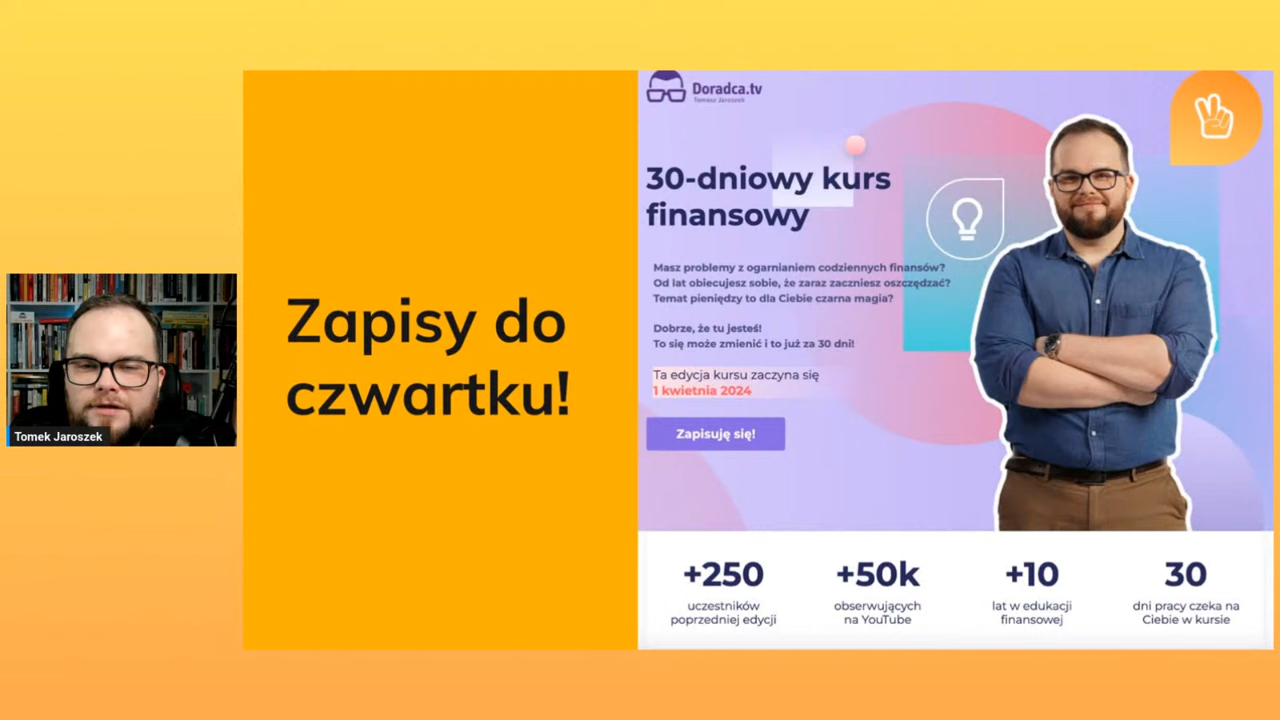 Tomek Jaroszek
Zapisy do
czwartku!
Doradca.tv
Tomasz Jaroszek
30-dniowy kurs
finansowy
Masz problemy z ogarnianiem codziennych finansów?
Od lat obiecujesz sobie, że zaraz zaczniesz oszczędzać?
Temat pieniędzy to dla Ciebie czarna magia?
Dobrze, że tu jesteś!
To się może zmienić i to już za 30 dni!
Ta edycja kursu zaczyna się
1 kwietnia 2024
Zapisuję się!
+250
uczestników
poprzedniej edycji
+50k
obserwujących
na YouTube
+10
lat w edukacji
finansowej
30
dni pracy czeka na
Ciebie w kursie